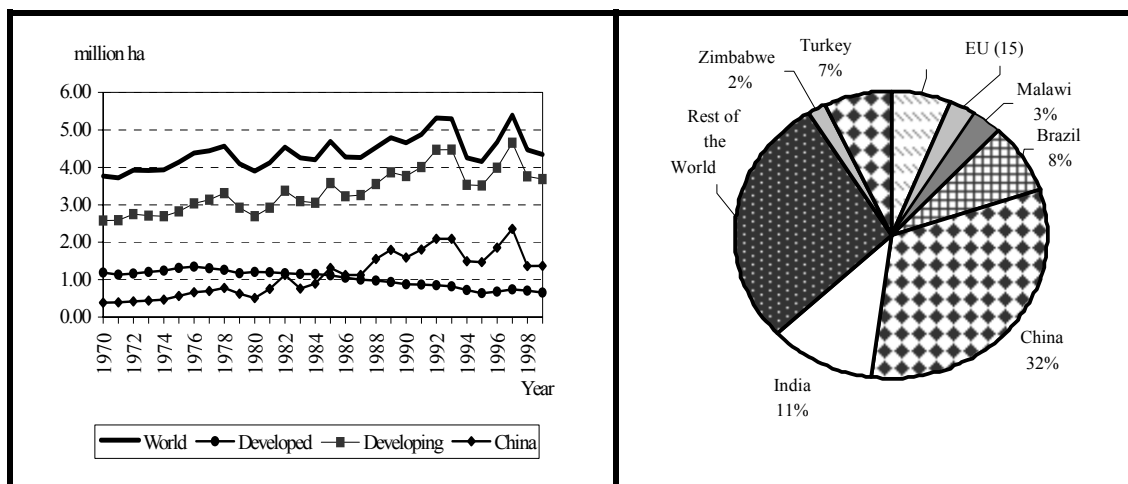 million ha
6.00
5.00
4.00
3.00
2.00
1.00
0.00
1970
1972
1974
1976
1978
1980
1982
1984
1986
1988
1990
1992
1994
1996
1998
Year
World
Developed
Developing
China
Turkey
7%
EU (15)
Zimbabwe
2%
Malawi
3%
Rest of
the
World
Brazil
8%
China
32%
India
11%